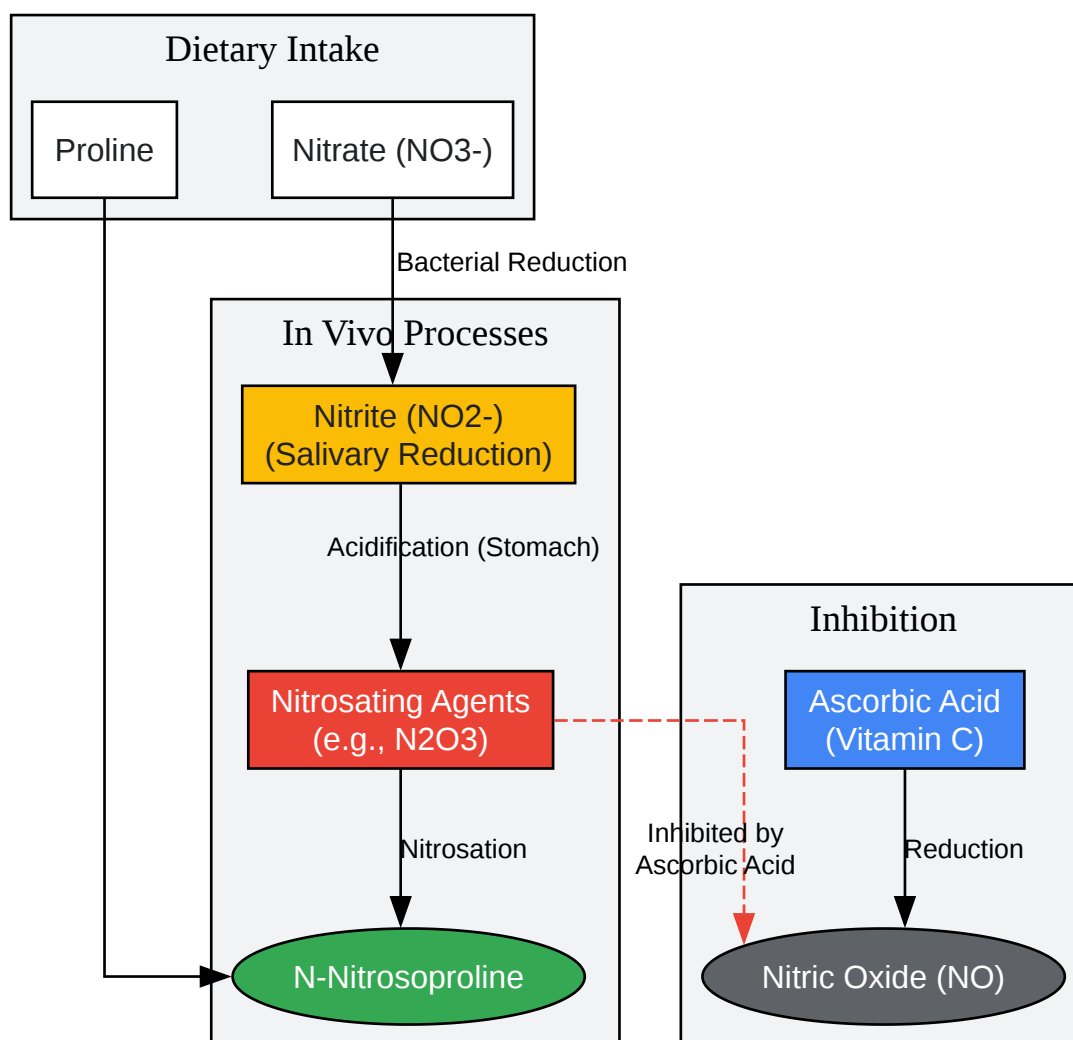 Dietary Intake
Proline
Nitrate (NO3-)
Bacterial Reduction
In Vivo Processes
Nitrite (NO2-)
(Salivary Reduction)
Acidification (Stomach)
Inhibition
Nitrosating Agents
(e.g., N2O3)
Ascorbic Acid
(Vitamin C)
Nitrosation
Inhibited by
Ascorbic Acid
Reduction
N-Nitrosoproline
Nitric Oxide (NO)